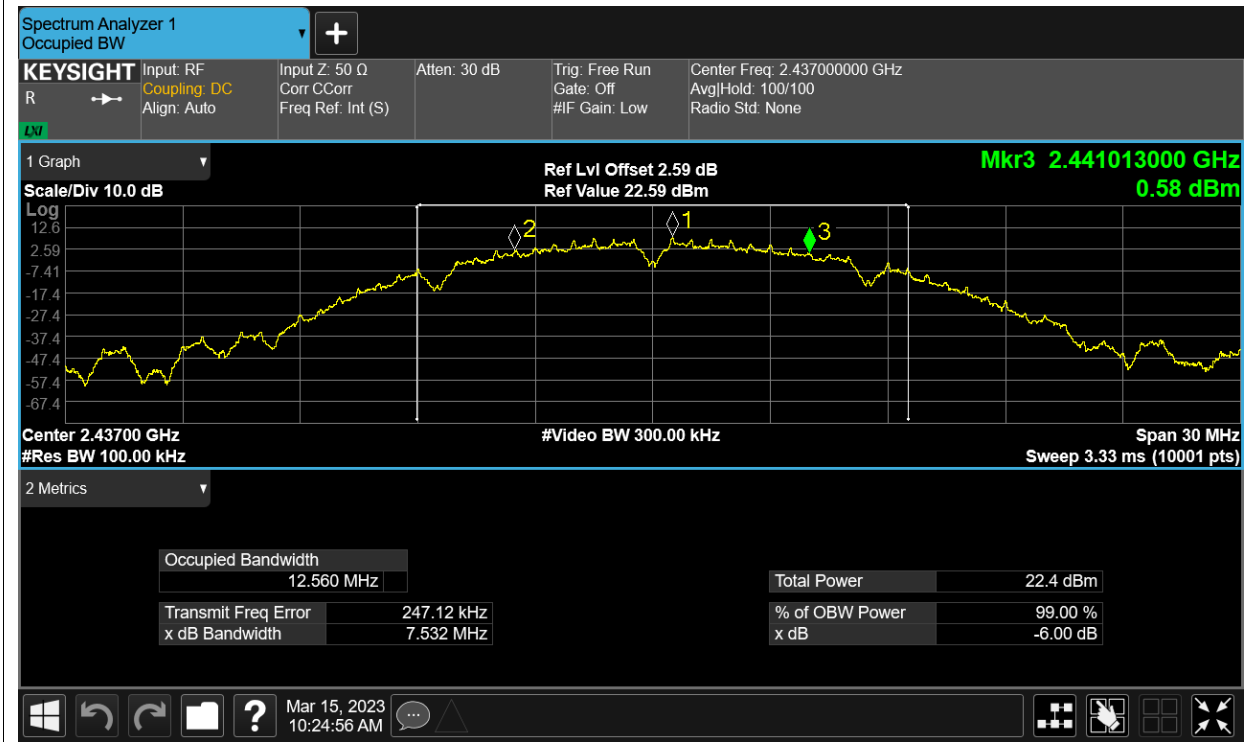 Spectrum Analyzer 1
Occupied BW
KEYSIGHT
R
LXI
Input: RF
Coupling: DC
Align: Auto
Input Z: 50 Ω
Corr CCorr
Freq Ref: Int (S)
Atten: 30 dB
Trig: Free Run
Gate: Off
#IF Gain: Low
Center Freq: 2.437000000 GHz
Avg|Hold: 100/100
Radio Std: None
1 Graph
Scale/Div 10.0 dB
Ref Lvl Offset 2.59 dB
Ref Value 22.59 dBm
Mkr3 2.441013000 GHz
0.58 dBm
Log
12.6
2.59
-7.41
-17.4
-27.4
-37.4
-47.4
-57.4
-67.4
2
1
3
Center 2.43700 GHz
#Video BW 300.00 kHz
Span 30 MHz
#Res BW 100.00 kHz
Sweep 3.33 ms (10001 pts)
2 Metrics
Occupied Bandwidth
12.560 MHz
Total Power 22.4 dBm
Transmit Freq Error 247.12 kHz
% of OBW Power 99.00 %
x dB Bandwidth 7.532 MHz
x dB -6.00 dB
?
Mar 15, 2023
10:24:56 AM